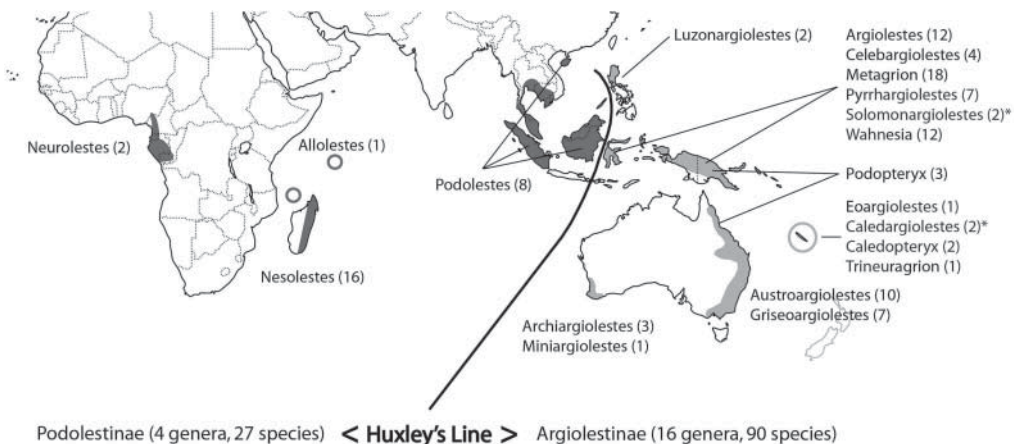 Luzonargiolestes (2)
Argiolestes (12)
Celebargiolestes (4)
Metagrion (18)
Pyrrhargiolestes (7)
Solomonargiolestes (2)*
Wahnesia (12)
Neurolestes (2)
Allolestes (1)
Podolestes (8)
Podopteryx (3)
Eoargiolestes (1)
Caledargiolestes (2)*
Caledopteryx (2)
Trineuragrion (1)
Nesolestes (16)
Austroargiolestes (10)
Griseoargiolestes (7)
Archiargiolestes (3)
Miniargiolestes (1)
Podolestinae (4 genera, 27 species) < Huxley's Line > Argiolestinae (16 genera, 90 species)